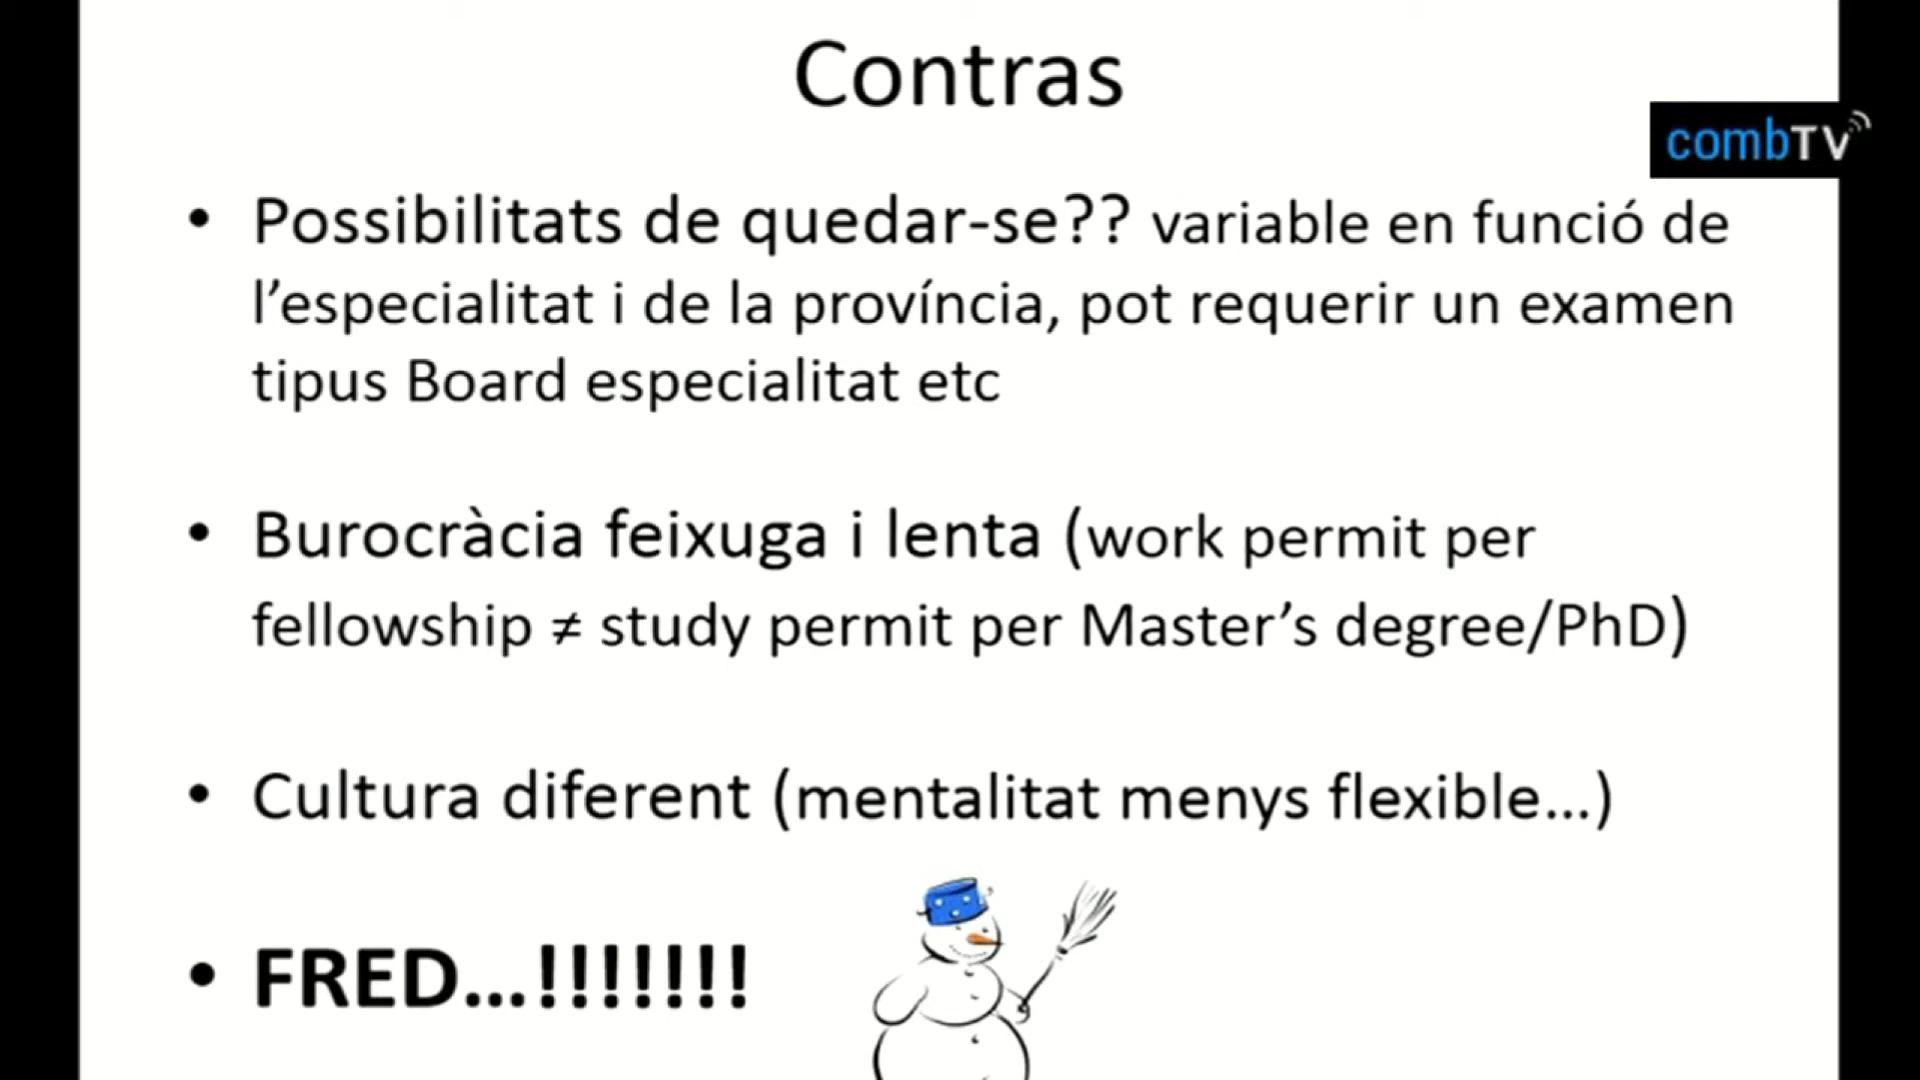 Contras
combTV
• Possibilitats de quedar-se?? variable en funció de
l’especialitat i de la província, pot requerir un examen
tipus Board especialitat etc
• Burocràcia feixuga i lenta (work permit per
fellowship ≠ study permit per Master’s degree/PhD)
• Cultura diferent (mentalitat menys flexible...)
• FRED...!!!!!!!